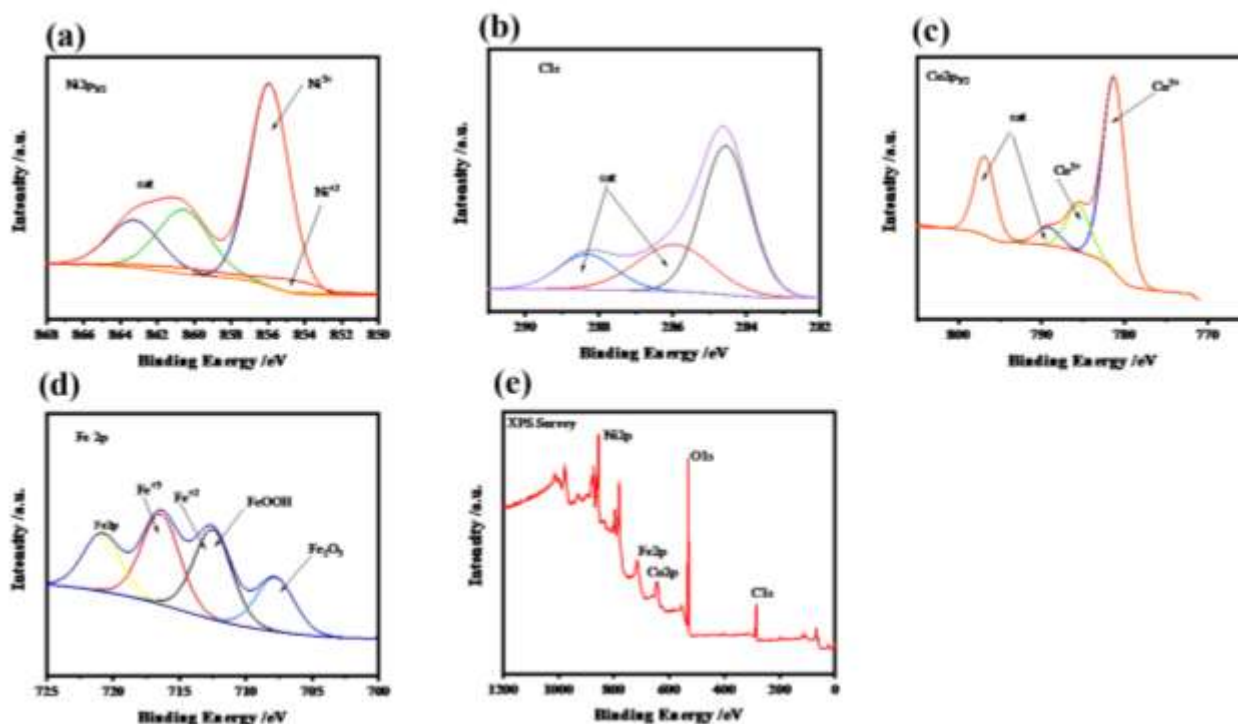 (a)
Ni2p3/2
Ni3+
Ni+2
sat
Intensity /a.u.
868 866 864 862 860 858 856 854 852 850
Binding Energy /eV
(b)
C1s
sat
Intensity /a.u.
290 288 286 284 282
Binding Energy /eV
(c)
Co2p3/2
Co3+
sat
Co2+
Intensity /a.u.
800 790 780 770
Binding Energy /eV
(d)
Fe 2p
Fe2p
Fe+3
Fe+2
FeOOH
Fe2O3
Intensity /a.u.
725 720 715 710 705 700
Binding Energy /eV
(e)
XPS Survey
Ni2p
O1s
Fe2p
Co2p
C1s
Intensity /a.u.
1200 1000 800 600 400 200 0
Binding Energy /eV